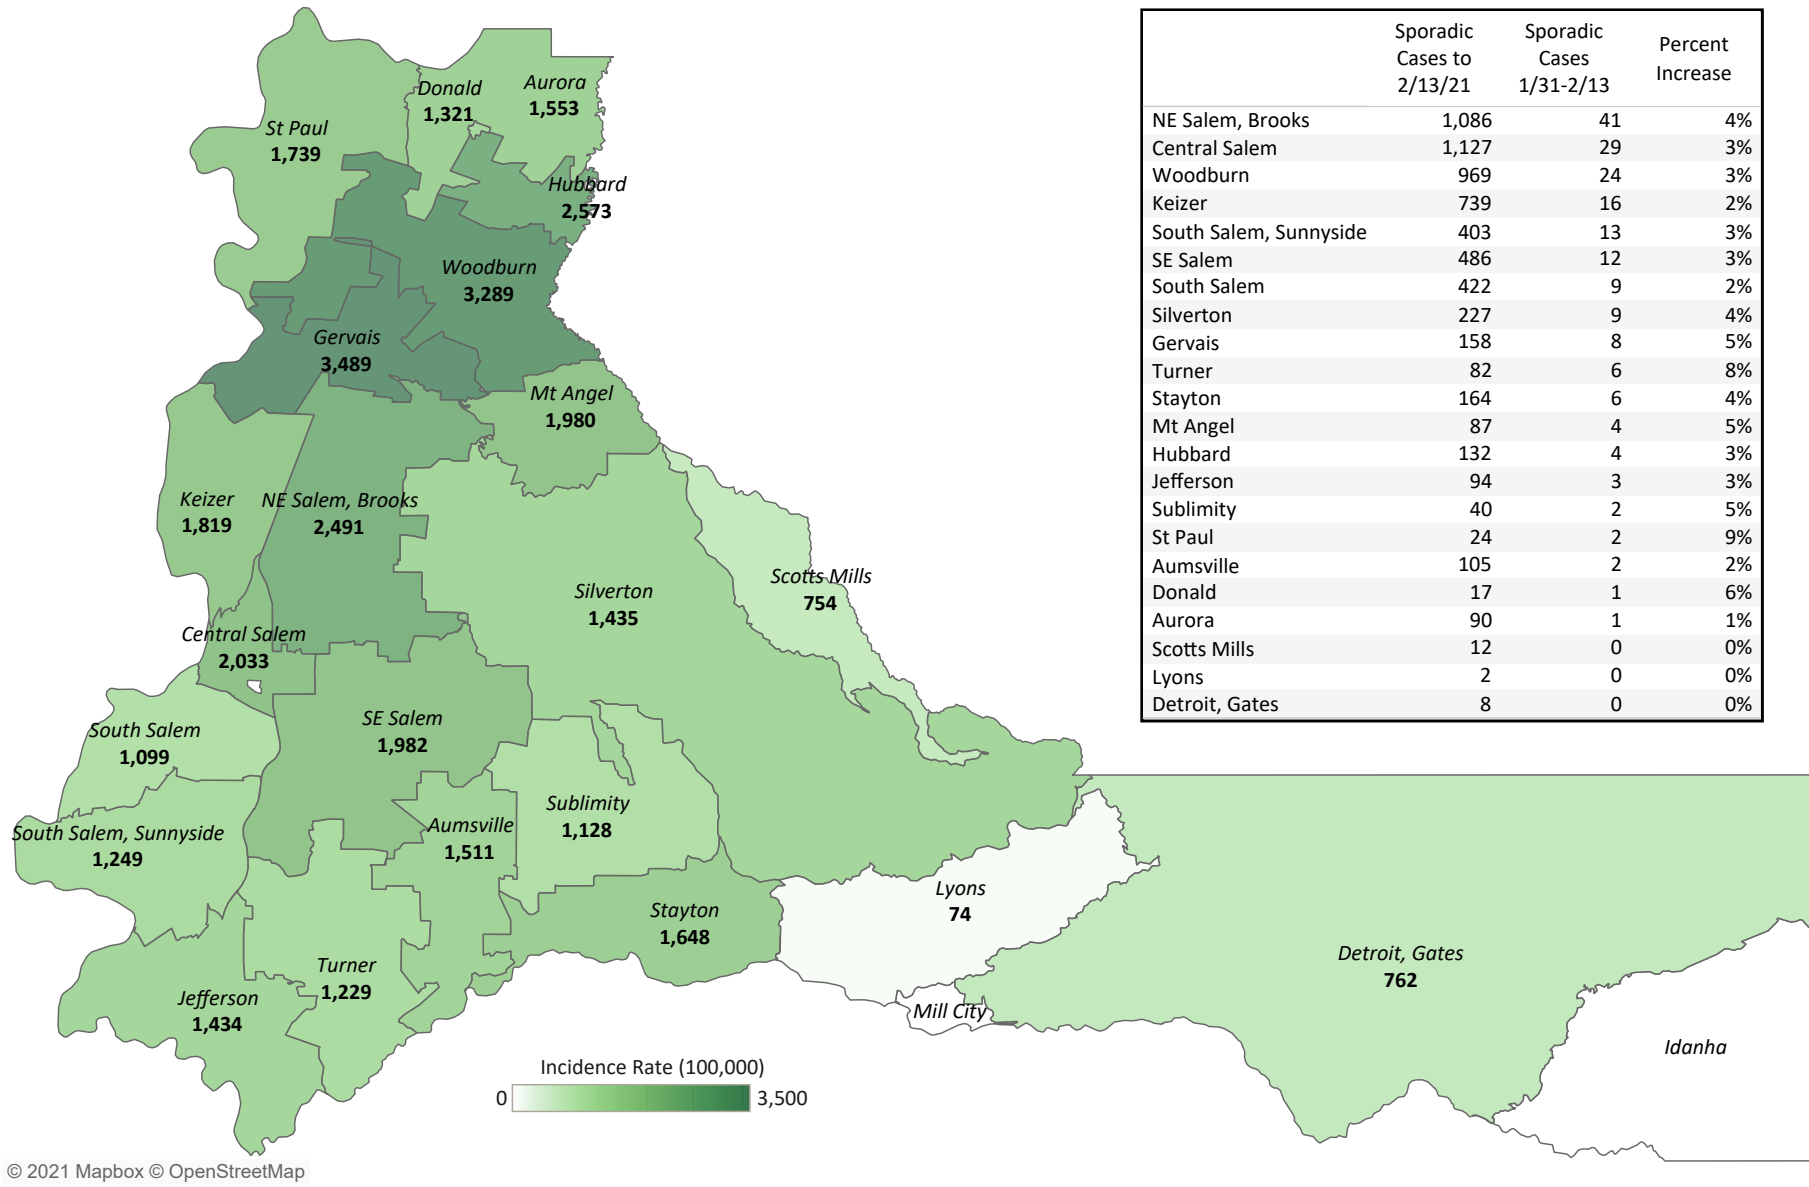 Donald
1,321
Aurora
1,553
St Paul
1,739
Hubbard
2,573
Woodburn
3,289
Gervais
3,489
Mt Angel
1,980
Keizer
1,819
NE Salem, Brooks
2,491
Scotts Mills
754
Silverton
1,435
Central Salem
2,033
South Salem
1,099
SE Salem
1,982
Sublimity
1,128
South Salem, Sunnyside
1,249
Aumsville
1,511
Lyons
74
Stayton
1,648
Detroit, Gates
762
Turner
1,229
Jefferson
1,434
Mill City
Idanha
Incidence Rate (100,000)
0 3,500
Sporadic Cases to 2/13/21 Sporadic Cases 1/31-2/13 Percent Increase
NE Salem, Brooks 1,086 41 4%
Central Salem 1,127 29 3%
Woodburn 969 24 3%
Keizer 739 16 2%
South Salem, Sunnyside 403 13 3%
SE Salem 486 12 3%
South Salem 422 9 2%
Silverton 227 9 4%
Gervais 158 8 5%
Turner 82 6 8%
Stayton 164 6 4%
Mt Angel 87 4 5%
Hubbard 132 4 3%
Jefferson 94 3 3%
Sublimity 40 2 5%
St Paul 24 2 9%
Aumsville 105 2 2%
Donald 17 1 6%
Aurora 90 1 1%
Scotts Mills 12 0 0%
Lyons 2 0 0%
Detroit, Gates 8 0 0%
© 2021 Mapbox © OpenStreetMap